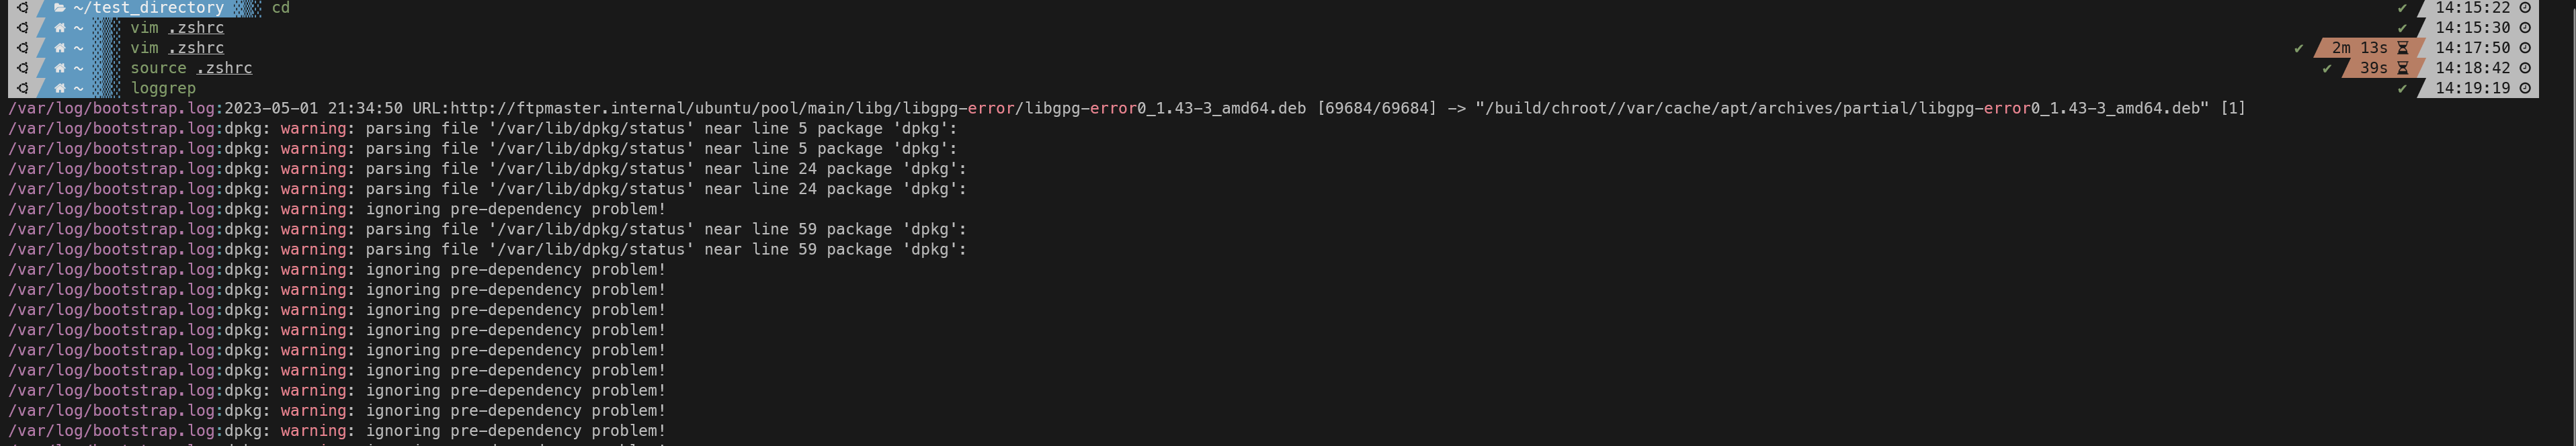 ~/test_directory cd ✔ 14:15:22
~ vim .zshrc ✔ 14:15:30
~ vim .zshrc ✔ 2m 13s 14:17:50
~ source .zshrc ✔ 39s 14:18:42
~ loggrep ✔ 14:19:19
/var/log/bootstrap.log:2023-05-01 21:34:50 URL:http://ftpmaster.internal/ubuntu/pool/main/libg/libgpg-error/libgpg-error0_1.43-3_amd64.deb [69684/69684] -> "/build/chroot//var/cache/apt/archives/partial/libgpg-error0_1.43-3_amd64.deb" [1]
/var/log/bootstrap.log:dpkg: warning: parsing file '/var/lib/dpkg/status' near line 5 package 'dpkg':
/var/log/bootstrap.log:dpkg: warning: parsing file '/var/lib/dpkg/status' near line 5 package 'dpkg':
/var/log/bootstrap.log:dpkg: warning: parsing file '/var/lib/dpkg/status' near line 24 package 'dpkg':
/var/log/bootstrap.log:dpkg: warning: parsing file '/var/lib/dpkg/status' near line 24 package 'dpkg':
/var/log/bootstrap.log:dpkg: warning: ignoring pre-dependency problem!
/var/log/bootstrap.log:dpkg: warning: parsing file '/var/lib/dpkg/status' near line 59 package 'dpkg':
/var/log/bootstrap.log:dpkg: warning: parsing file '/var/lib/dpkg/status' near line 59 package 'dpkg':
/var/log/bootstrap.log:dpkg: warning: ignoring pre-dependency problem!
/var/log/bootstrap.log:dpkg: warning: ignoring pre-dependency problem!
/var/log/bootstrap.log:dpkg: warning: ignoring pre-dependency problem!
/var/log/bootstrap.log:dpkg: warning: ignoring pre-dependency problem!
/var/log/bootstrap.log:dpkg: warning: ignoring pre-dependency problem!
/var/log/bootstrap.log:dpkg: warning: ignoring pre-dependency problem!
/var/log/bootstrap.log:dpkg: warning: ignoring pre-dependency problem!
/var/log/bootstrap.log:dpkg: warning: ignoring pre-dependency problem!
/var/log/bootstrap.log:dpkg: warning: ignoring pre-dependency problem!